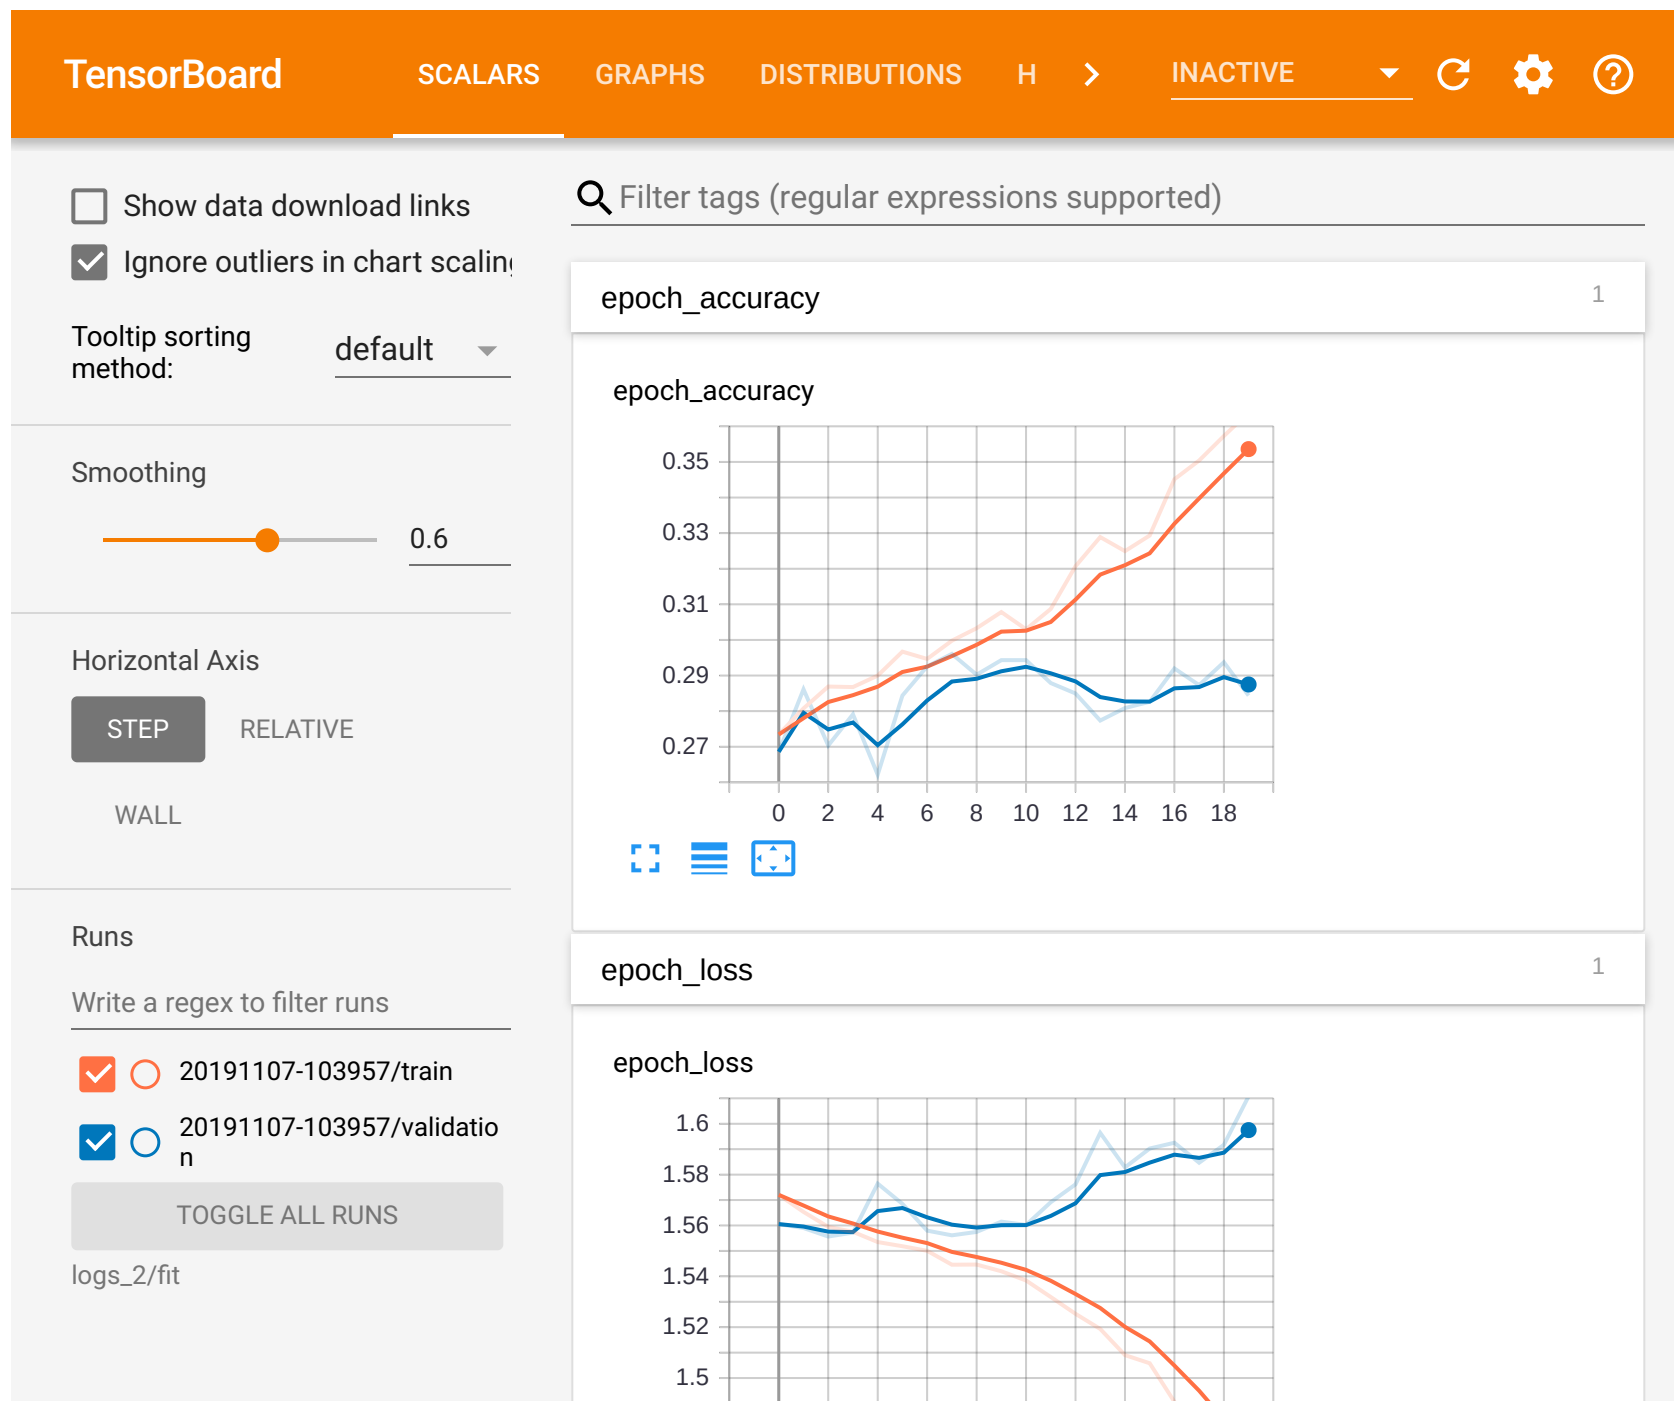 TensorBoard SCALARS GRAPHS DISTRIBUTIONS H INACTIVE
Show data download links
Ignore outliers in chart scaling
Tooltip sorting
method:
default
Smoothing
0.6
Horizontal Axis
STEP RELATIVE
WALL
Runs
Write a regex to filter runs
20191107-103957/train
20191107-103957/validatio
n
TOGGLE ALL RUNS
logs_2/fit
Filter tags (regular expressions supported)
epoch_accuracy 1
epoch_accuracy
0.35
0.33
0.31
0.29
0.27
0 2 4 6 8 10 12 14 16 18
epoch_loss 1
epoch_loss
1.6
1.58
1.56
1.54
1.52
1.5